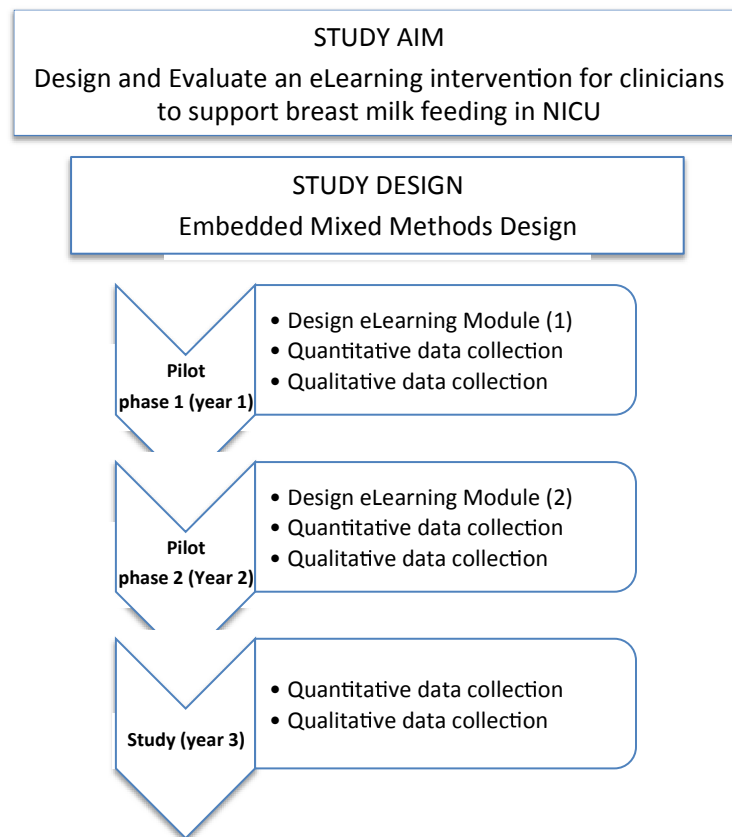 STUDY AIM
Design and Evaluate an eLearning intervention for clinicians
to support breast milk feeding in NICU
STUDY DESIGN
Embedded Mixed Methods Design
Pilot
phase 1 (year 1)
• Design eLearning Module (1)
• Quantitative data collection
• Qualitative data collection
Pilot
phase 2 (Year 2)
• Design eLearning Module (2)
• Quantitative data collection
• Qualitative data collection
Study (year 3)
• Quantitative data collection
• Qualitative data collection